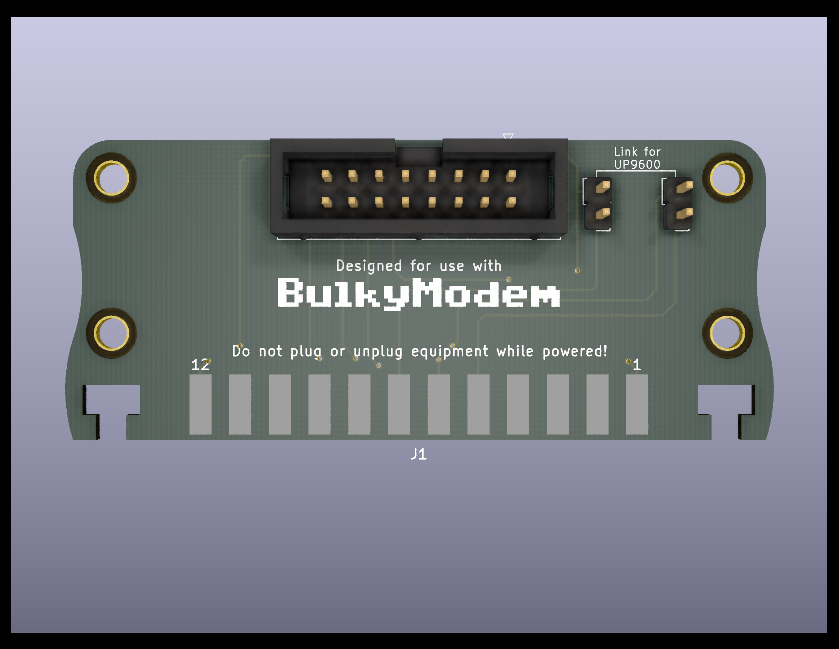 Link for
UP9600
Designed for use with
BulkyModem
Do not plug or unplug equipment while powered!
12 1
J1